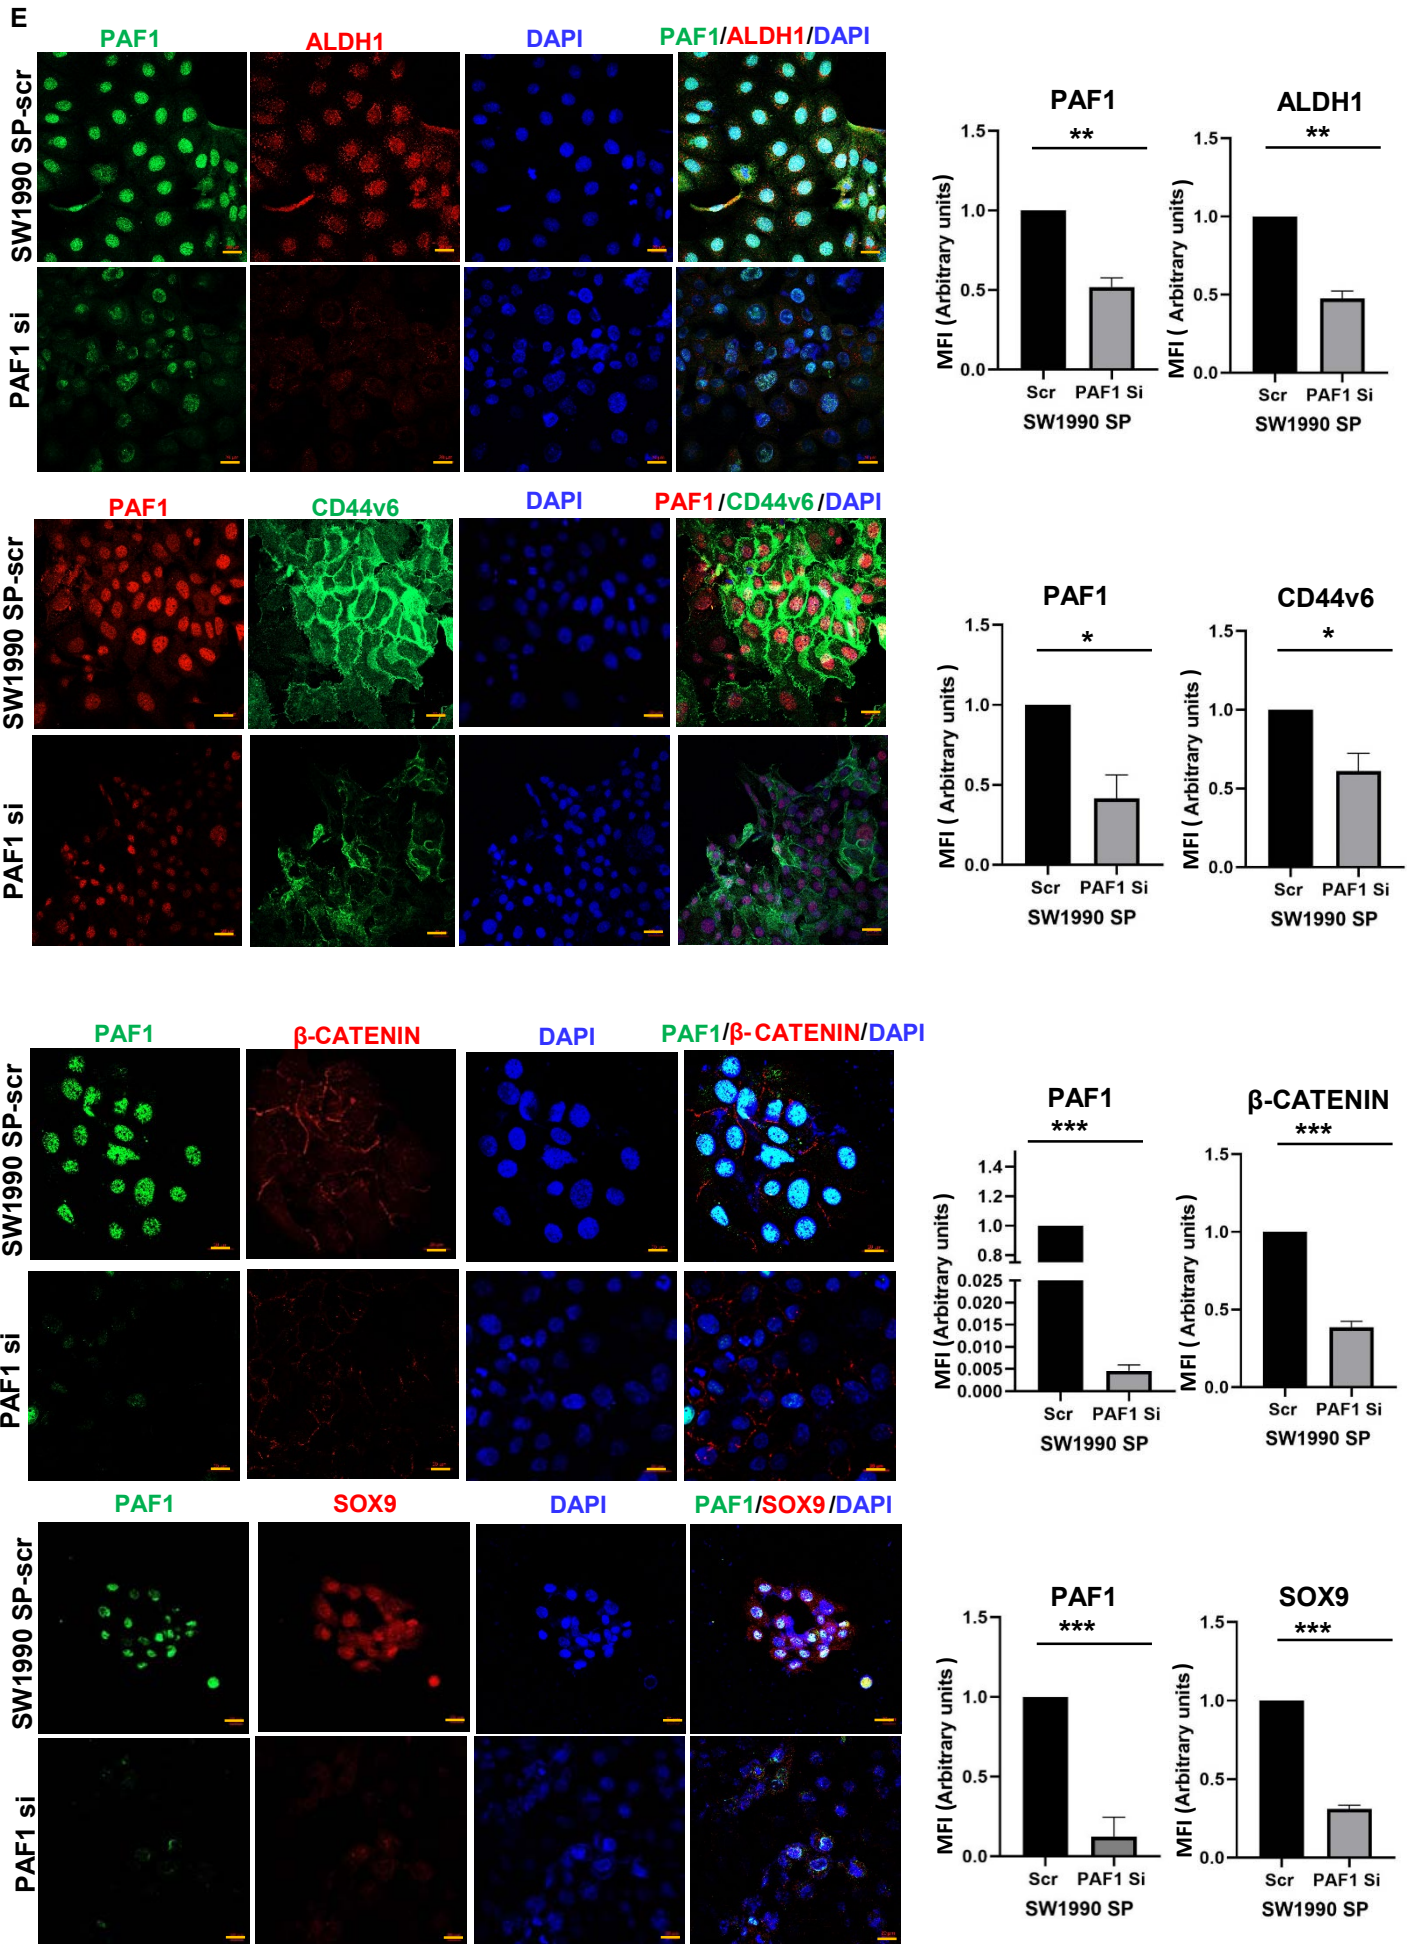 E
PAF1 ALDH1 DAPI PAF1/ALDH1/DAPI
SW1990 SP-scr
PAF1 si
PAF1
MFI (Arbitrary units)
1.5
**
1.0
0.5
0.0
Scr PAF1 Si
SW1990 SP
ALDH1
MFI ( Arbitrary units)
1.5
**
1.0
0.5
0.0
Scr PAF1 Si
SW1990 SP
PAF1 CD44v6 DAPI PAF1/CD44v6/DAPI
SW1990 SP-scr
PAF1 si
PAF1
MFI ( Arbitrary units )
1.5
*
1.0
0.5
0.0
Scr PAF1 Si
SW1990 SP
CD44v6
MFI ( Arbitrary units )
1.5
*
1.0
0.5
0.0
Scr PAF1 Si
SW1990 SP
PAF1 β-CATENIN DAPI PAF1/β-CATENIN/DAPI
SW1990 SP-scr
PAF1 si
PAF1
***
MFI (Arbitrary units)
1.4
1.2
1.0
0.8
0.025
0.020
0.015
0.010
0.005
0.000
Scr PAF1 Si
SW1990 SP
β-CATENIN
***
MFI ( Arbitrary units )
1.5
1.0
0.5
0.0
Scr PAF1 Si
SW1990 SP
PAF1 SOX9 DAPI PAF1/SOX9/DAPI
SW1990 SP-scr
PAF1 si
PAF1
***
MFI (Arbitrary units )
1.5
1.0
0.5
0.0
Scr PAF1 Si
SW1990 SP
SOX9
***
MFI (Arbitrary units )
1.5
1.0
0.5
0.0
Scr PAF1 Si
SW1990 SP